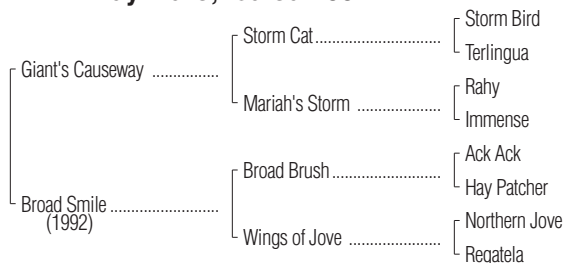 Storm Bird
Storm Cat
Terlingua
Giant's Causeway
Rahy
Mariah's Storm
Immense
Ack Ack
Broad Brush
Hay Patcher
Broad Smile
(1992)
Northern Jove
Wings of Jove
Regatela